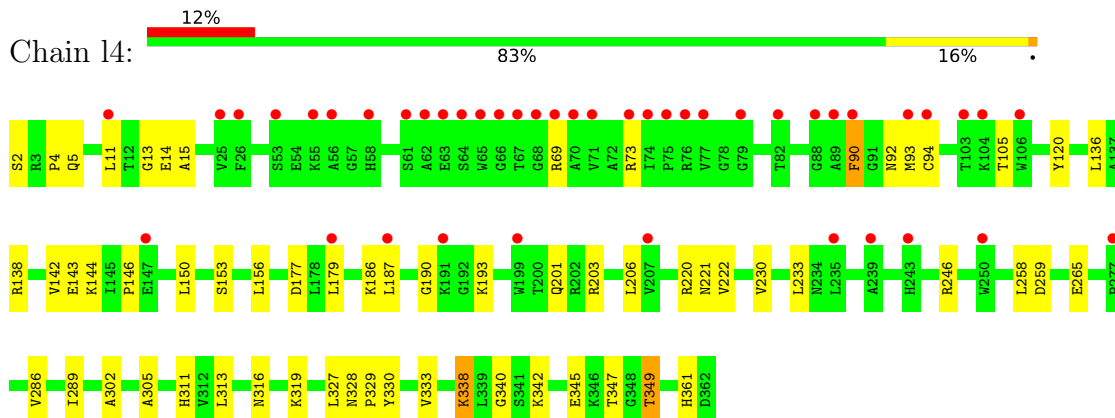 12%
Chain l4:
83% 16% .
S2 R3 P4 Q5 L11 T12 G13 E14 A15 V25 F26 S53 E54 K55 A56 G57 H58 S61 A62 E63 S64 W65 G66 T67 G68 R69 A70 V71 A72 R73 I74 P75 R76 V77 G78 G79 T82 G88 A89 F90 G91 N92 M93 C94 T103 K104 T105 W106 Y120 L136 A137
R138 V142 E143 K144 I145 P146 E147 L150 S153 L156 D177 L178 L179 K186 L187 G190 K191 G192 K193 W199 T200 Q201 R202 R203 L206 V207 R220 N221 V222 V230 L233 N234 L235 A239 H243 R246 W250 L258 D259 E265
V286 I289 A302 A305 H311 V312 L313 N316 K319 L327 N328 P329 Y330 V333 K338 L339 G340 S341 K342 E345 K346 T347 G348 T349 H361 D362